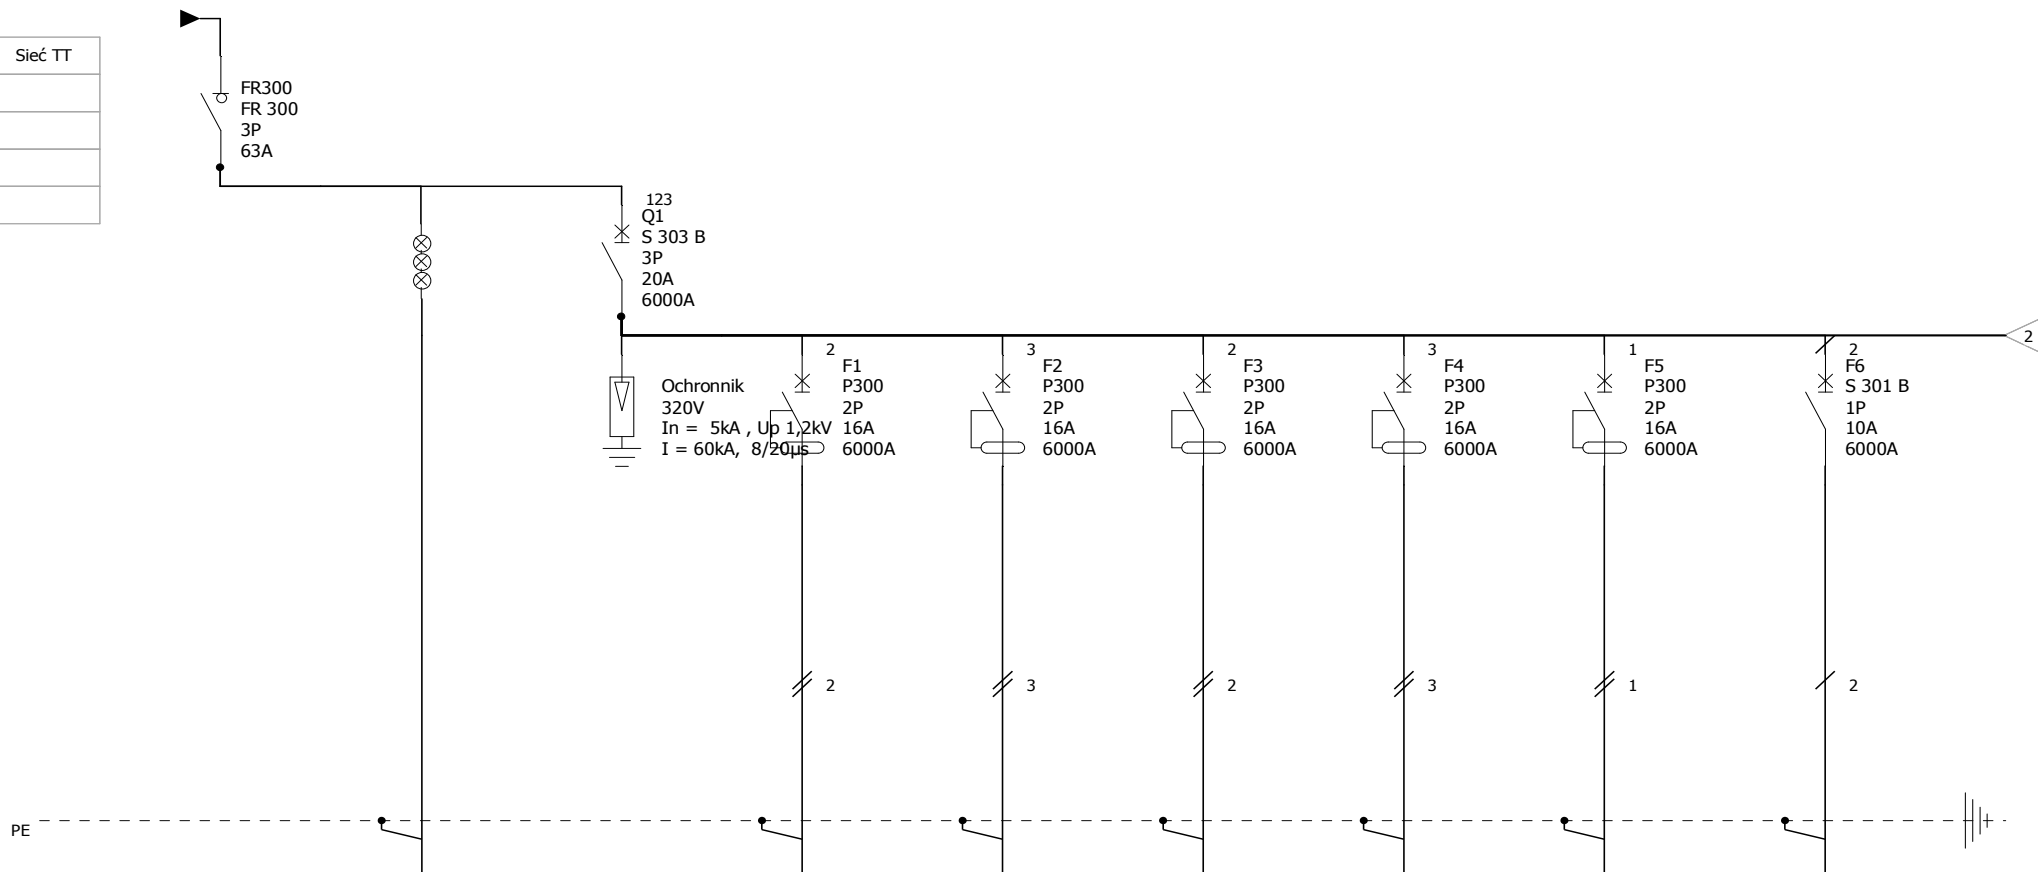 Sieć TT
FR300
FR 300
3P
63A
123
Q1
S 303 B
3P
20A
6000A
2
Ochronnik
320V
In =  5kA , Up 1,2kV
I = 60kA,  8/20µs
2
F1
P300
2P
16A
6000A
3
F2
P300
2P
16A
6000A
2
F3
P300
2P
16A
6000A
3
F4
P300
2P
16A
6000A
1
F5
P300
2P
16A
6000A
2
F6
S 301 B
1P
10A
6000A
2
3
2
3
1
2
PE